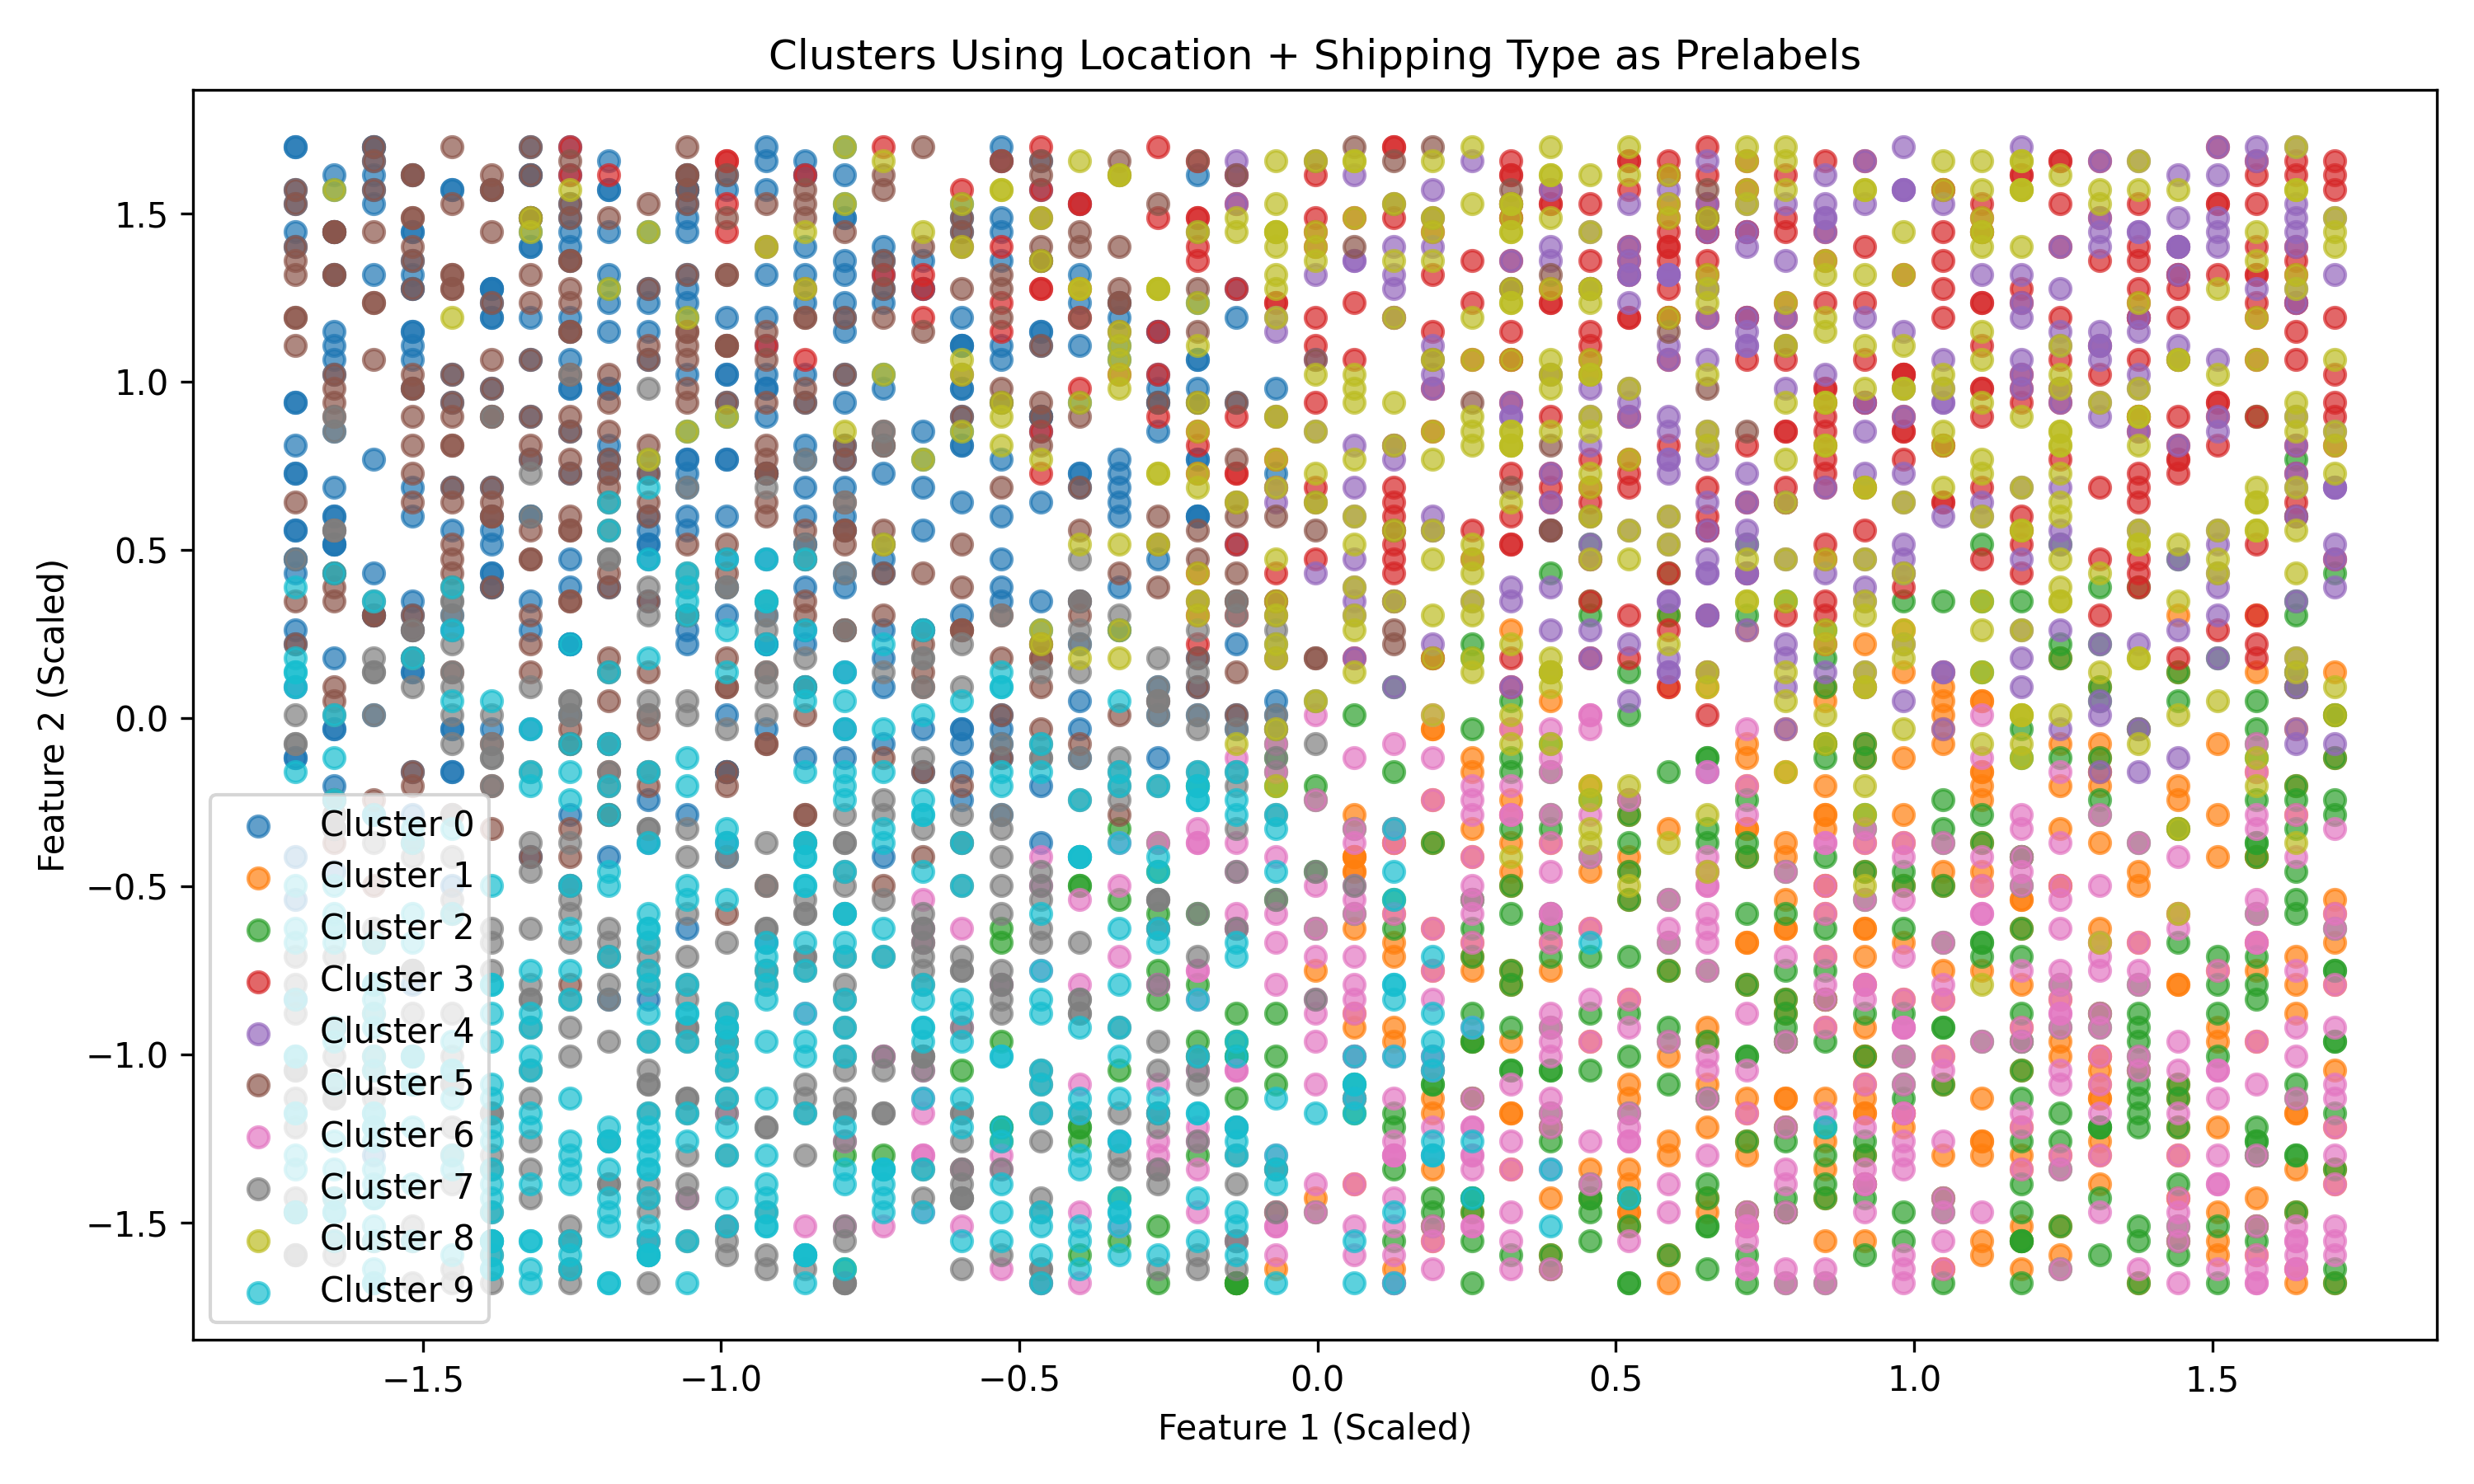 Clusters Using Location + Shipping Type as Prelabels
Feature 2 (Scaled)
1.5
1.0
0.5
0.0
−0.5
−1.0
−1.5
Cluster 0
Cluster 1
Cluster 2
Cluster 3
Cluster 4
Cluster 5
Cluster 6
Cluster 7
Cluster 8
Cluster 9
−1.5
−1.0
−0.5
0.0
0.5
1.0
1.5
Feature 1 (Scaled)